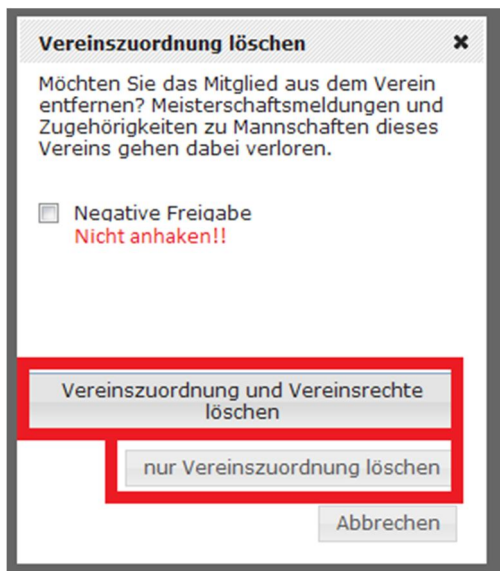 Vereinszuordnung löschen
Möchten Sie das Mitglied aus dem Verein
entfernen? Meisterschaftsmeldungen und
Zugehörigkeiten zu Mannschaften dieses
Vereins gehen dabei verloren.
Negative Freigabe
Nicht anhaken!!
Vereinszuordnung und Vereinsrechte
löschen
nur Vereinszuordnung löschen
Abbrechen